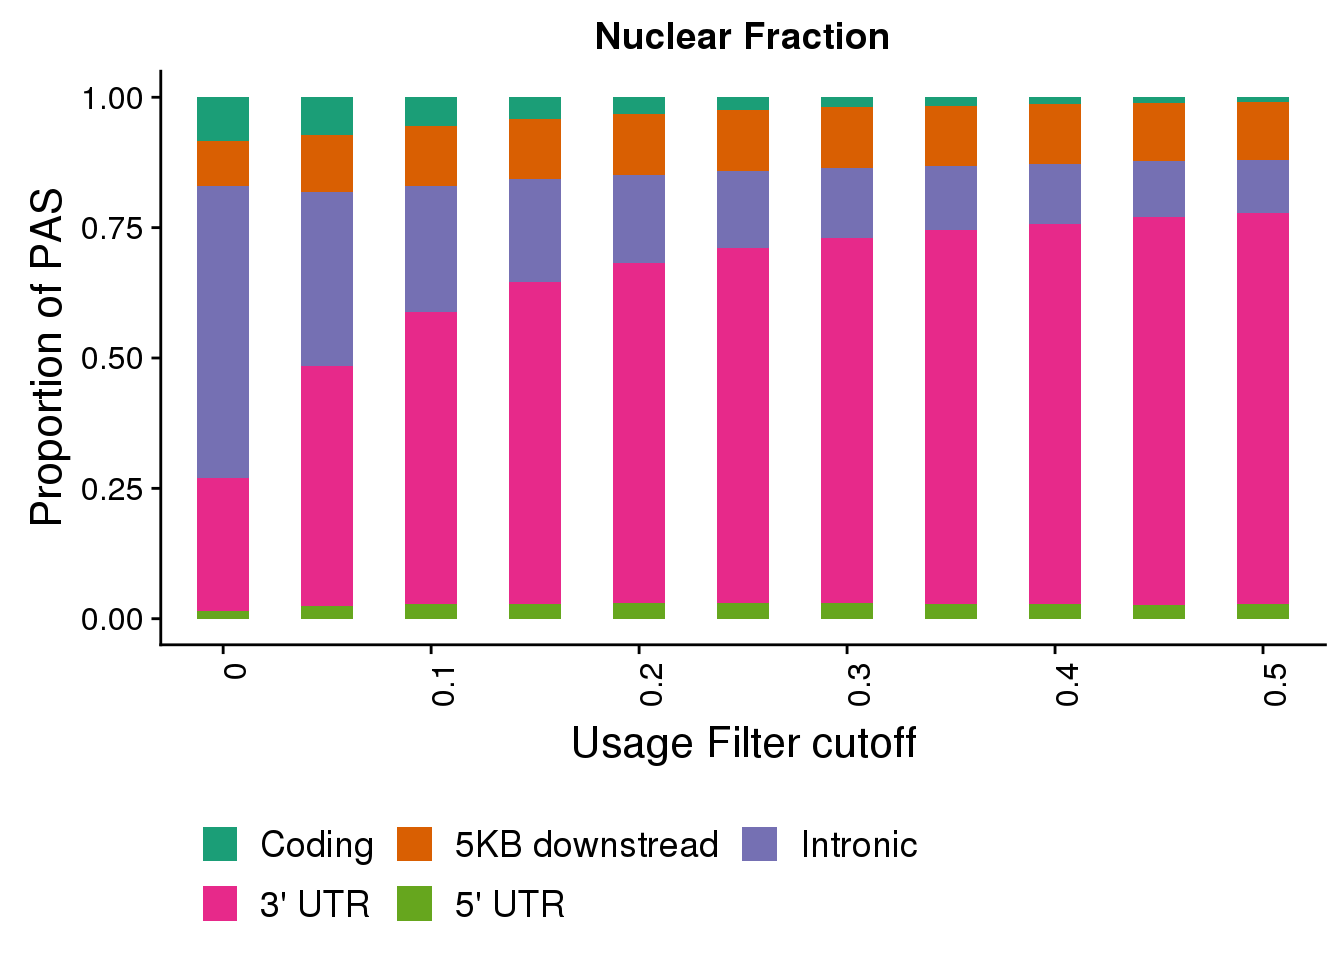 Nuclear Fraction
Proportion of PAS
1.00
0.75
0.50
0.25
0.00
0
0.1
0.2
0.3
0.4
0.5
Usage Filter cutoff
Coding 5KB downstread Intronic
3' UTR 5' UTR